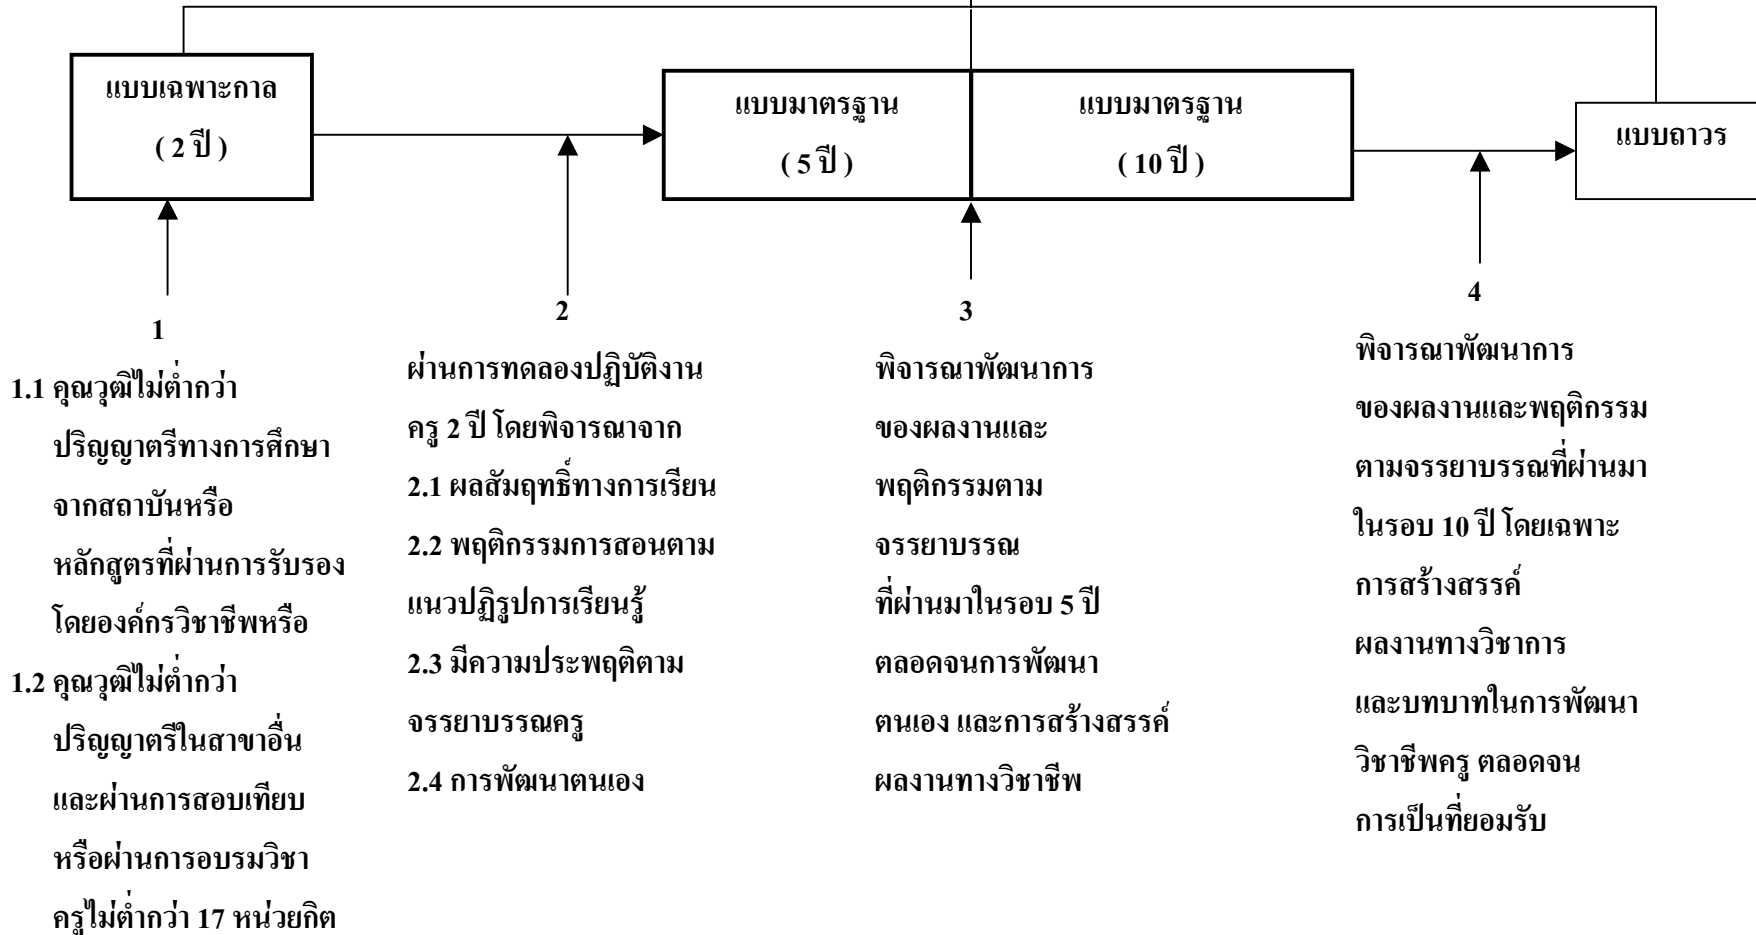 แบบเฉพาะกาล
( 2 ปี )
แบบมาตรฐาน
( 5 ปี )
แบบมาตรฐาน
( 10 ปี )
แบบถาวร
1
1.1 คุณวุฒิไม่ต่ำกว่า
ปริญญาตรีทางการศึกษา
จากสถาบันหรือ
หลักสูตรที่ผ่านการรับรอง
โดยองค์กรวิชาชีพหรือ
1.2 คุณวุฒิไม่ต่ำกว่า
ปริญญาตรีในสาขาอื่น
และผ่านการสอบเทียบ
หรือผ่านการอบรมวิชา
ครูไม่ต่ำกว่า 17 หน่วยกิต
2
ผ่านการทดลองปฏิบัติงาน
ครู 2 ปี โดยพิจารณาจาก
2.1 ผลสัมฤทธิ์ทางการเรียน
2.2 พฤติกรรมการสอนตาม
แนวปฏิรูปการเรียนรู้
2.3 มีความประพฤติตาม
จรรยาบรรณครู
2.4 การพัฒนาตนเอง
3
พิจารณาพัฒนาการ
ของผลงานและ
พฤติกรรมตาม
จรรยาบรรณ
ที่ผ่านมาในรอบ 5 ปี
ตลอดจนการพัฒนา
ตนเอง และการสร้างสรรค์
ผลงานทางวิชาชีพ
4
พิจารณาพัฒนาการ
ของผลงานและพฤติกรรม
ตามจรรยาบรรณที่ผ่านมา
ในรอบ 10 ปี โดยเฉพาะ
การสร้างสรรค์
ผลงานทางวิชาการ
และบทบาทในการพัฒนา
วิชาชีพครู ตลอดจน
การเป็นที่ยอมรับ